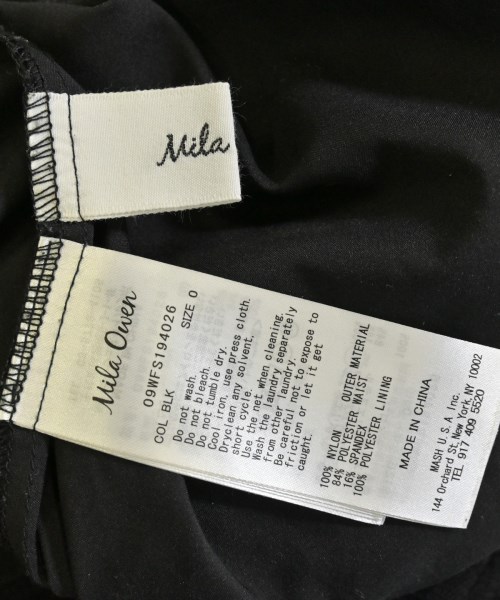 Mila
Mila Owen
09WFS194026
COL BLK SIZE 0
Do not wash.
Do not bleach.
Do not tumble dry.
Cool iron, use press cloth.
Dryclean any solvent,
short cycle.
Use the net when cleaning.
Wash the laundry separately
from other laundry.
Be careful not to expose to
friction or let it get
caught.
100% NYLON OUTER MATERIAL
84% POLYESTER WAIST
16% SPANDEX
100% POLYESTER LINING
MADE IN CHINA
MASH U S A Inc.
144 Orchard St, New York, NY 10002
TEL 917 409 5520